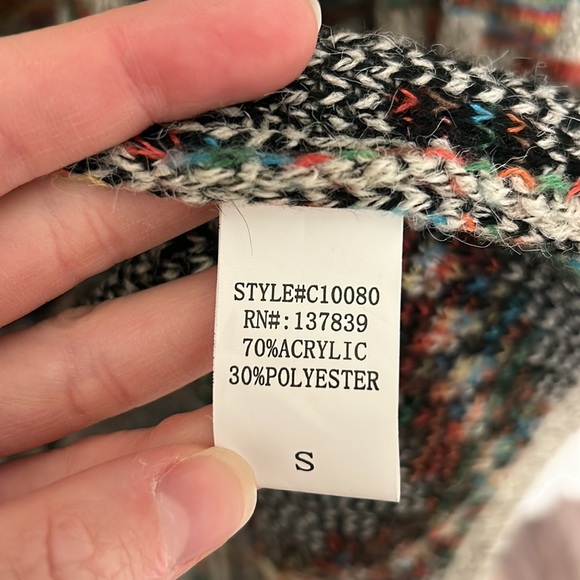 STYLE#C10080
RN#:137839
70%ACRYLIC
30%POLYESTER
S